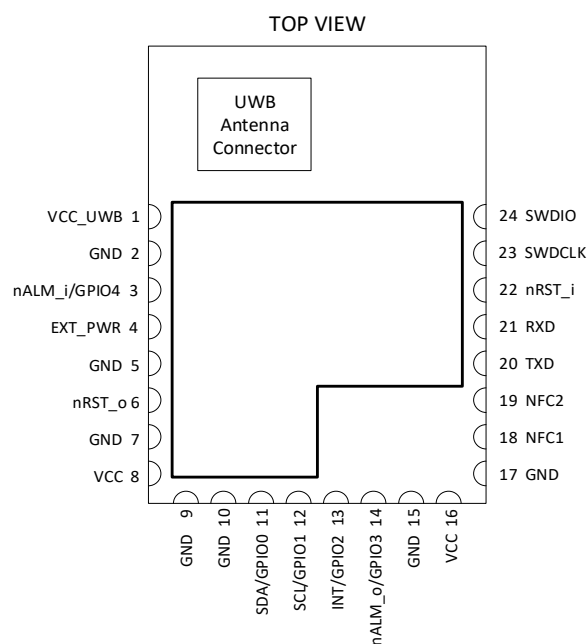 TOP VIEW
UWB
Antenna
Connector
VCC_UWB 1
GND 2
nALM_i/GPIO4 3
EXT_PWR 4
GND 5
nRST_o 6
GND 7
VCC 8
GND 9
GND 10
SDA/GPIO0 11
SCL/GPIO1 12
INT/GPIO2 13
nALM_o/GPIO3 14
GND 15
VCC 16
24 SWDIO
23 SWDCLK
22 nRST_i
21 RXD
20 TXD
19 NFC2
18 NFC1
17 GND